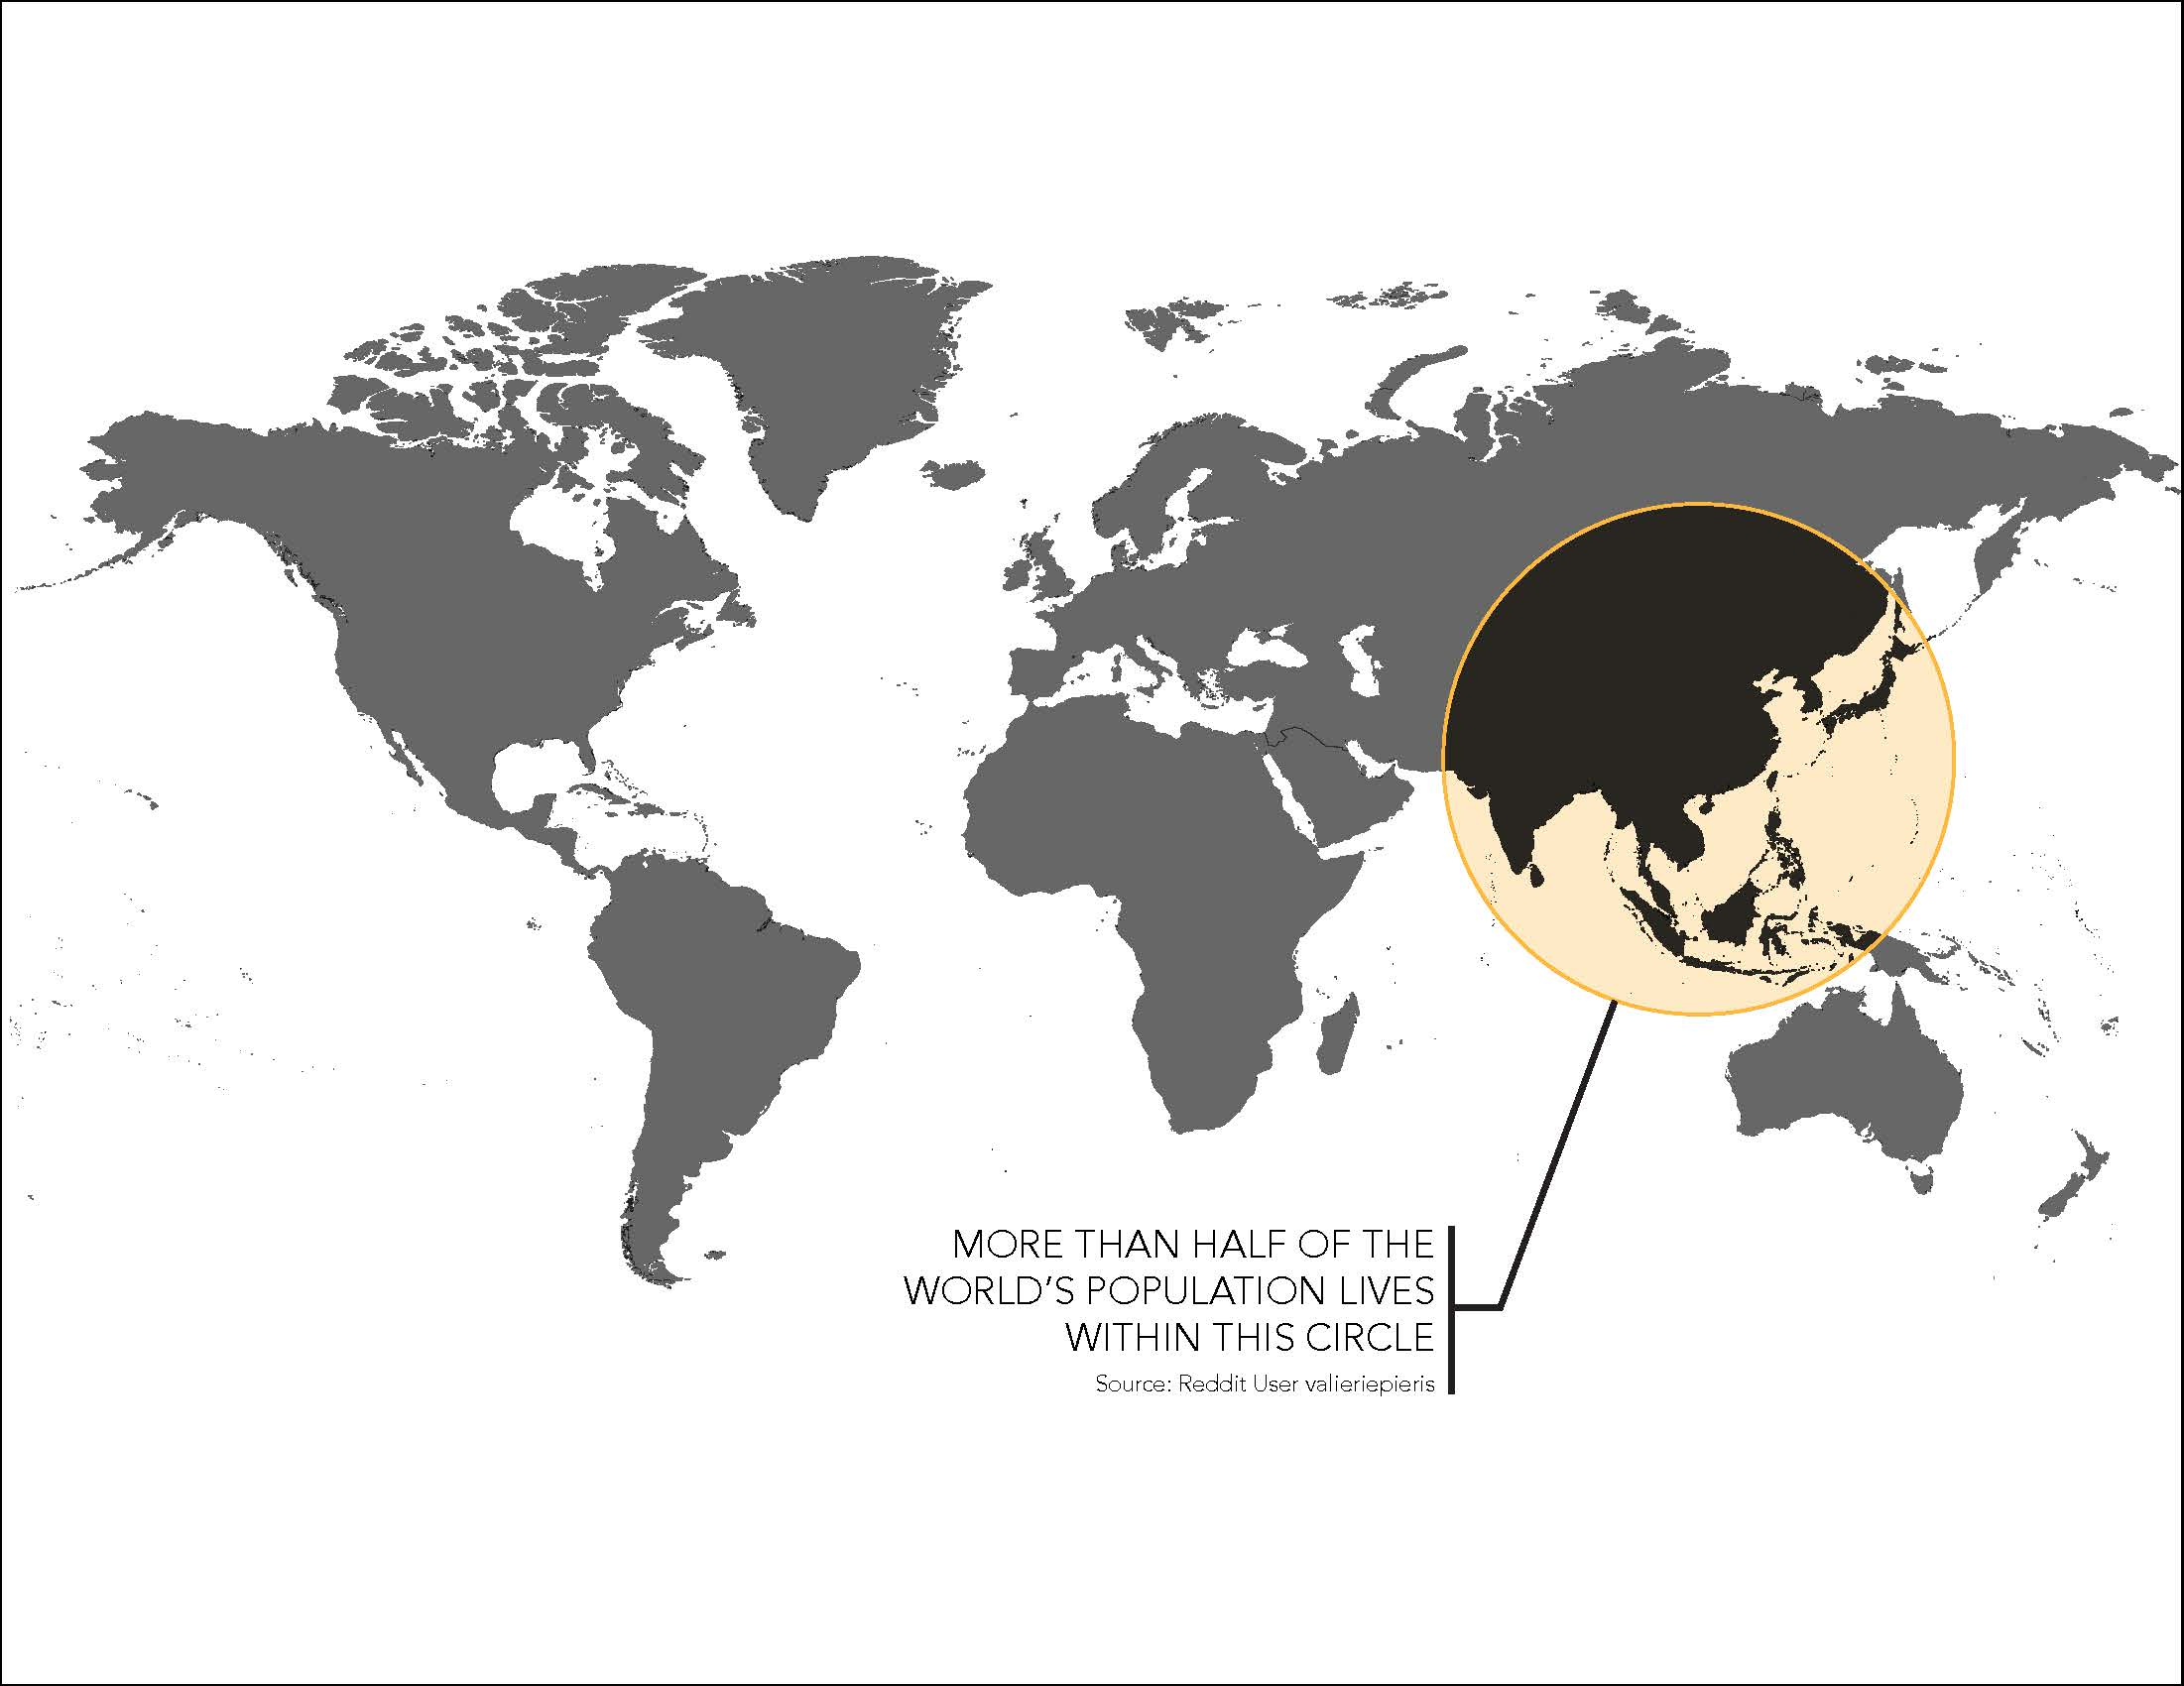 MORE THAN HALF OF THE
WORLD'S POPULATION LIVES
WITHIN THIS CIRCLE
Source: Reddit User valieriepieris